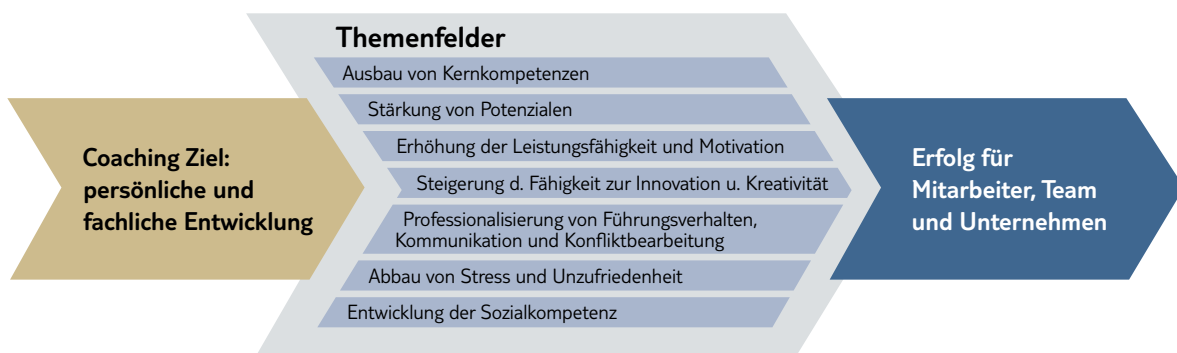 Themenfelder
Ausbau von Kernkompetenzen
Stärkung von Potenzialen
Erhöhung der Leistungsfähigkeit und Motivation
Steigerung d. Fähigkeit zur Innovation u. Kreativität
Professionalisierung von Führungsverhalten,
Kommunikation und Konfliktbearbeitung
Abbau von Stress und Unzufriedenheit
Entwicklung der Sozialkompetenz
Coaching Ziel:
persönliche und
fachliche Entwicklung
Erfolg für
Mitarbeiter, Team
und Unternehmen